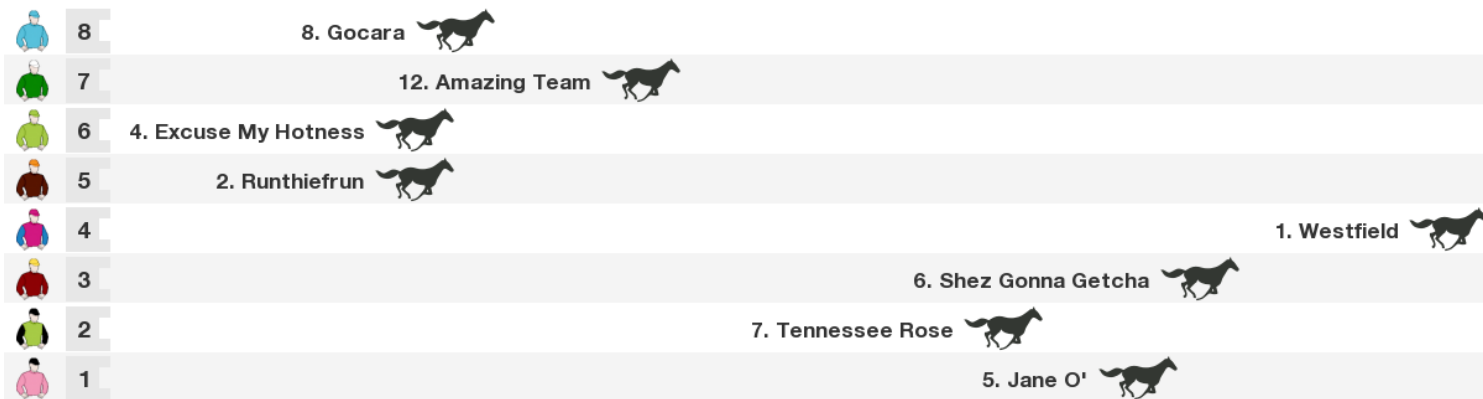 8 8. Gocara
7 12. Amazing Team
6 4. Excuse My Hotness
5 2. Runthiefrun
4 1. Westfield
3 6. Shez Gonna Getcha
2 7. Tennessee Rose
1 5. Jane O'